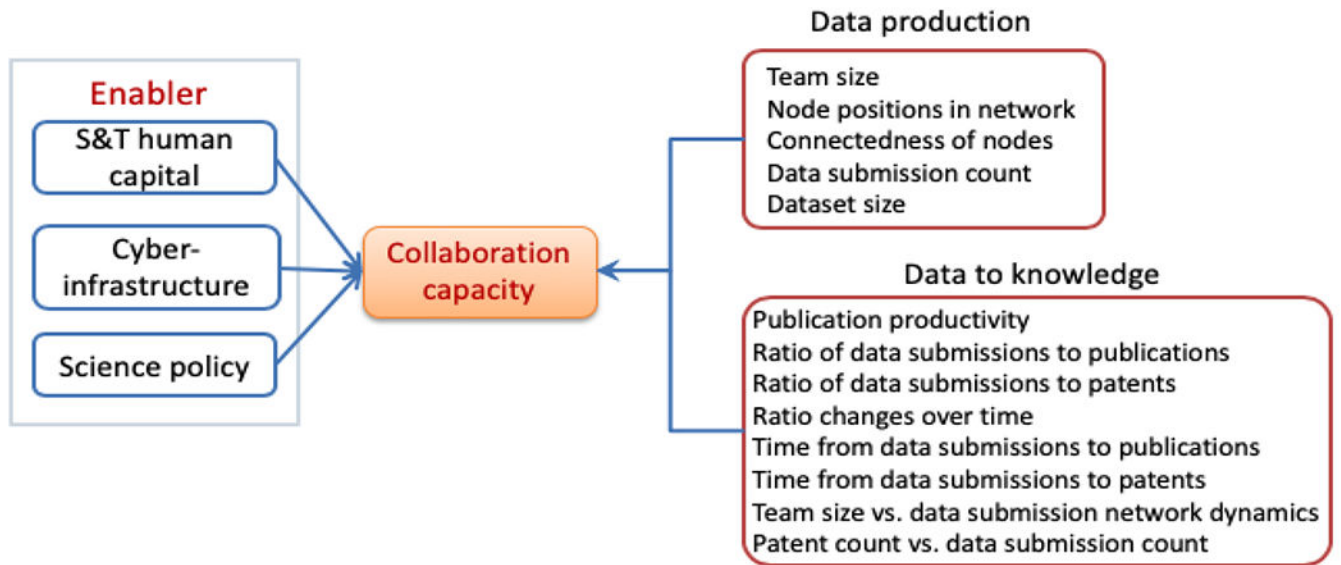 Enabler
S&T human
capital
Cyber-
infrastructure
Science policy
Collaboration
capacity
Data production
Team size
Node positions in network
Connectedness of nodes
Data submission count
Dataset size
Data to knowledge
Publication productivity
Ratio of data submissions to publications
Ratio of data submissions to patents
Ratio changes over time
Time from data submissions to publications
Time from data submissions to patents
Team size vs. data submission network dynamics
Patent count vs. data submission count